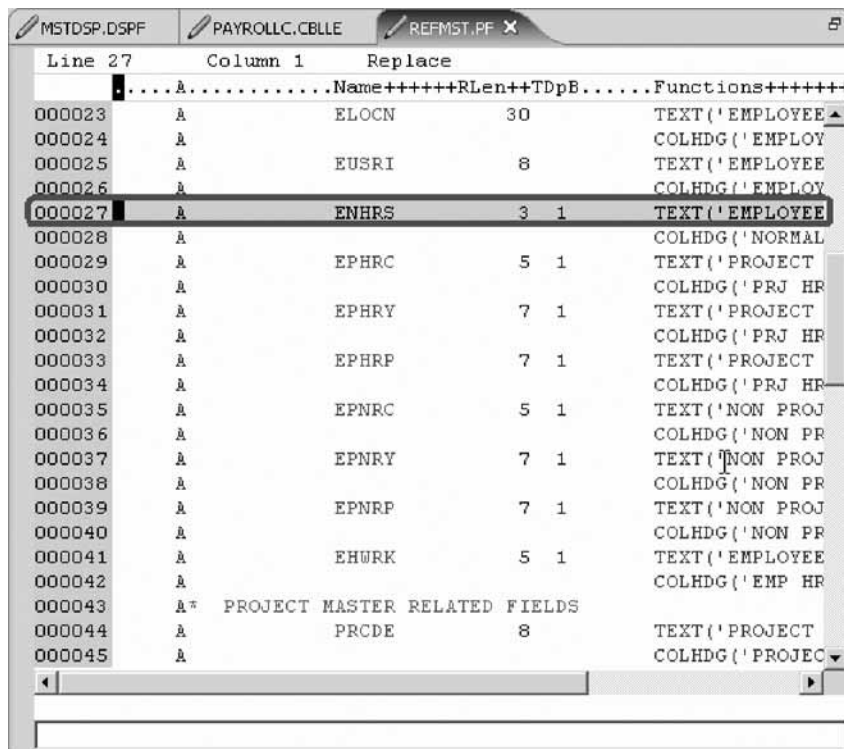 MSTDSP.DSPF PAYROLLC.CBLLE REFMST.PF X
Line 27 Column 1 Replace
.....A............Name++++++RLen++TDpB......Functions+++++++
000023 A ELOCN 30 TEXT('EMPLOYEE
000024 A COLHDG('EMPLOY
000025 A EUSRI 8 TEXT('EMPLOYEE
000026 A COLHDG('EMPLOY
000027 A ENHRS 3 1 TEXT('EMPLOYEE
000028 A COLHDG('NORMAL
000029 A EPHRC 5 1 TEXT('PROJECT
000030 A COLHDG('PRJ HR
000031 A EPHRY 7 1 TEXT('PROJECT
000032 A COLHDG('PRJ HR
000033 A EPHRP 7 1 TEXT('PROJECT
000034 A COLHDG('PRJ HR
000035 A EPNRC 5 1 TEXT('NON PROJ
000036 A COLHDG('NON PR
000037 A EPNRY 7 1 TEXT('NON PROJ
000038 A COLHDG('NON PR
000039 A EPNRP 7 1 TEXT('NON PROJ
000040 A COLHDG('NON PR
000041 A EHWRK 5 1 TEXT('EMPLOYEE
000042 A COLHDG('EMP HR
000043 A* PROJECT MASTER RELATED FIELDS
000044 A PRCDE 8 TEXT('PROJECT
000045 A COLHDG('PROJEC